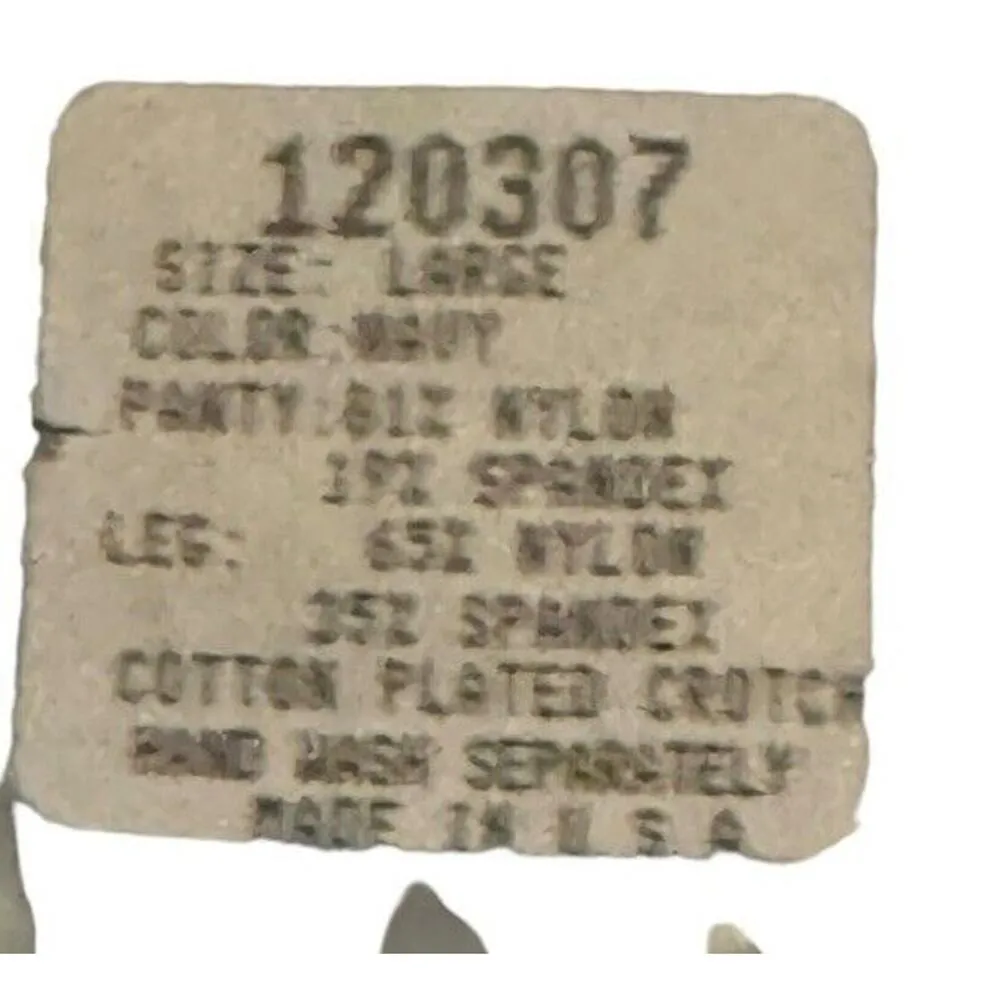 120307
SIZE: LARGE
COLOR:NAVY
PANTY:81% NYLON
19% SPANDEX
LEG: 65% NYLON
35% SPANDEX
COTTON PLATED CROTCH
HAND WASH SEPARATELY
MADE IN U.S.A